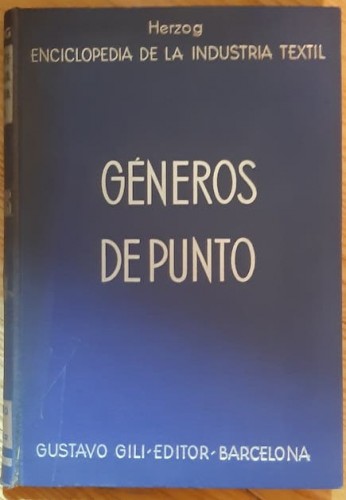 Herzog
ENCICLOPEDIA DE LA INDUSTRIA TEXTIL
GÉNEROS
DE PUNTO
GUSTAVO GILI-EDITOR-BARCELONA